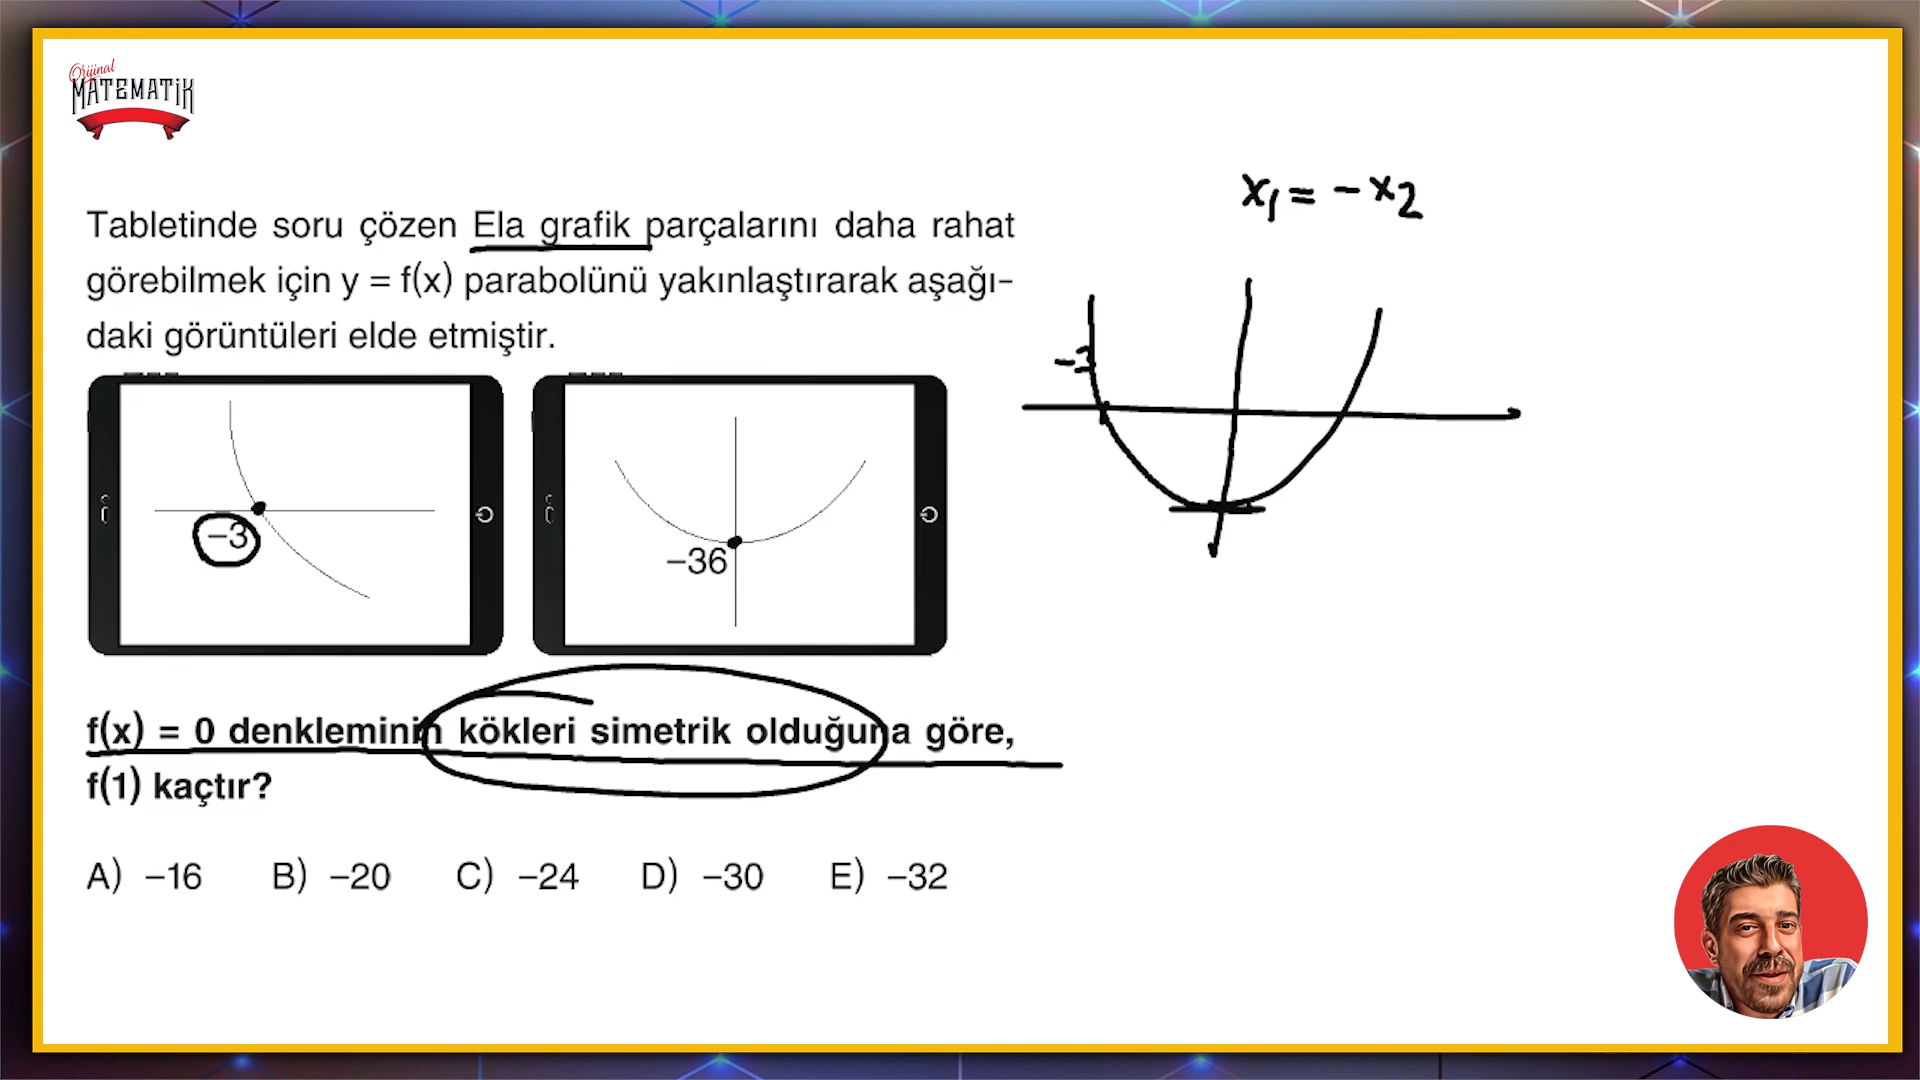 Orijinal
MATEMATİK
Tabletinde soru çözen Ela grafik parçalarını daha rahat
görebilmek için y = f(x) parabolünü yakınlaştırarak aşağı-
daki görüntüleri elde etmiştir.
-3
-36
f(x) = 0 denkleminin kökleri simetrik olduğuna göre,
f(1) kaçtır?
A) -16 B) -20 C) -24 D) -30 E) -32
x₁ = -x₂
-3